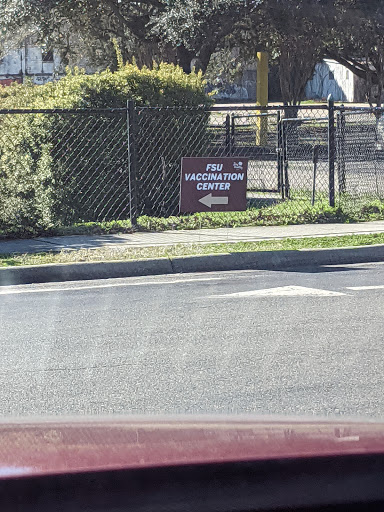 FSU
VACCINATION
CENTER